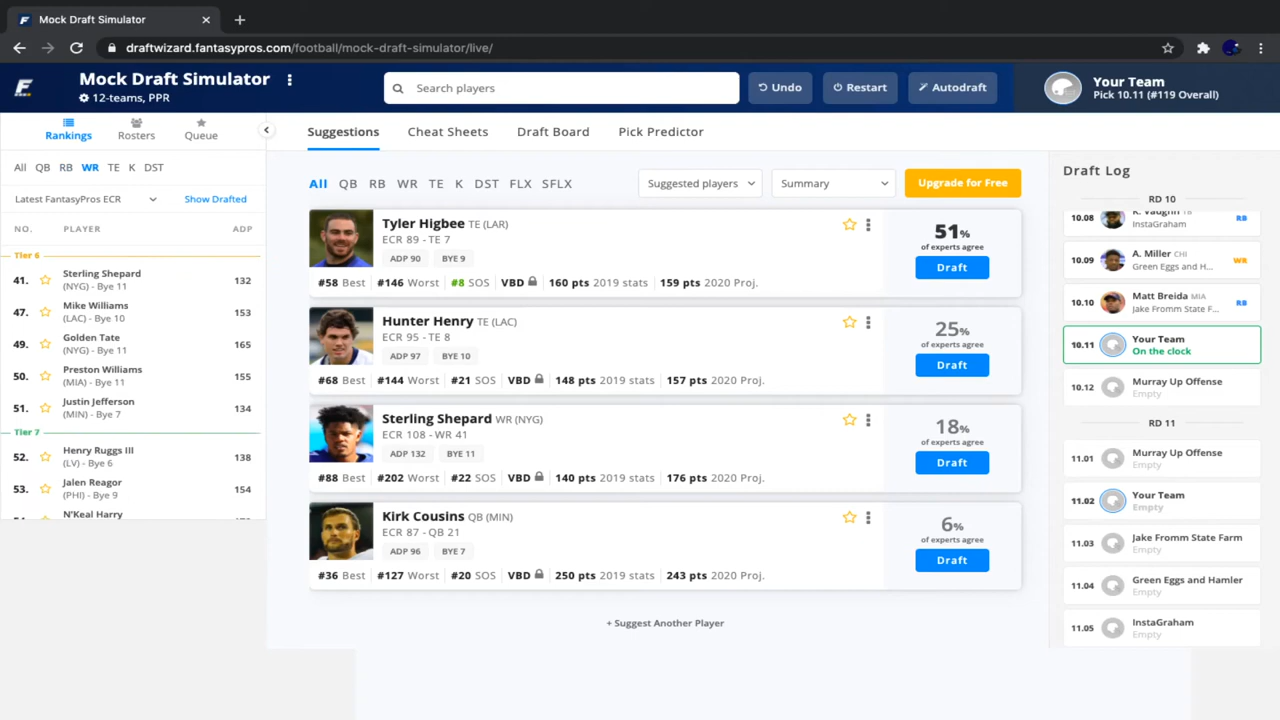 Mock Draft Simulator
draftwizard.fantasypros.com/football/mock-draft-simulator/live/
Mock Draft Simulator
12-teams, PPR
Search players
Undo
Restart
Autodraft
Your Team
Pick 10.11 (#119 Overall)
Rankings
Rosters
Queue
All QB RB WR TE K DST
Latest FantasyPros ECR
Show Drafted
NO. PLAYER ADP
Tier 6
41. Sterling Shepard 132
(NYG) - Bye 11
47. Mike Williams 153
(LAC) - Bye 10
49. Golden Tate 165
(NYG) - Bye 11
50. Preston Williams 155
(MIA) - Bye 11
51. Justin Jefferson 134
(MIN) - Bye 7
Tier 7
52. Henry Ruggs III 138
(LV) - Bye 6
53. Jalen Reagor 154
(PHI) - Bye 9
N'Keal Harry
Suggestions
Cheat Sheets
Draft Board
Pick Predictor
All QB RB WR TE K DST FLX SFLX
Suggested players
Summary
Upgrade for Free
Tyler Higbee TE (LAR)
ECR 89 - TE 7
ADP 90 BYE 9
#58 Best #146 Worst #8 SOS VBD 160 pts 2019 stats 159 pts 2020 Proj.
51%
of experts agree
Draft
Hunter Henry TE (LAC)
ECR 95 - TE 8
ADP 97 BYE 10
#68 Best #144 Worst #21 SOS VBD 148 pts 2019 stats 157 pts 2020 Proj.
25%
of experts agree
Draft
Sterling Shepard WR (NYG)
ECR 108 - WR 41
ADP 132 BYE 11
#88 Best #202 Worst #22 SOS VBD 140 pts 2019 stats 176 pts 2020 Proj.
18%
of experts agree
Draft
Kirk Cousins QB (MIN)
ECR 87 - QB 21
ADP 96 BYE 7
#36 Best #127 Worst #20 SOS VBD 250 pts 2019 stats 243 pts 2020 Proj.
6%
of experts agree
Draft
+ Suggest Another Player
Draft Log
RD 10
10.08 K. Vaughn TB RB
InstaGraham
10.09 A. Miller CHI WR
Green Eggs and H...
10.10 Matt Breida MIA RB
Jake Fromm State F...
10.11 Your Team
On the clock
10.12 Murray Up Offense
Empty
RD 11
11.01 Murray Up Offense
Empty
11.02 Your Team
Empty
11.03 Jake Fromm State Farm
Empty
11.04 Green Eggs and Hamler
Empty
11.05 InstaGraham
Empty